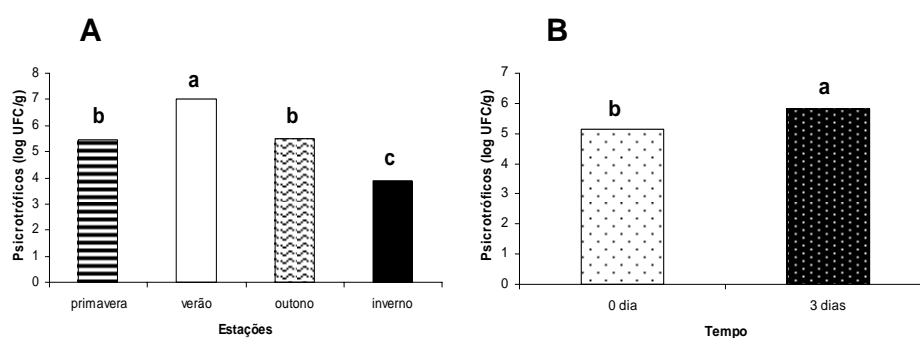 A
Psicrotróficos (log UFC/g)
8
7
6
5
4
3
2
1
0
b
a
b
c
primavera
verão
outono
inverno
Estações
B
Psicrotróficos (log UFC/g)
7
6
5
4
3
2
1
0
b
a
0 dia
3 dias
Tempo